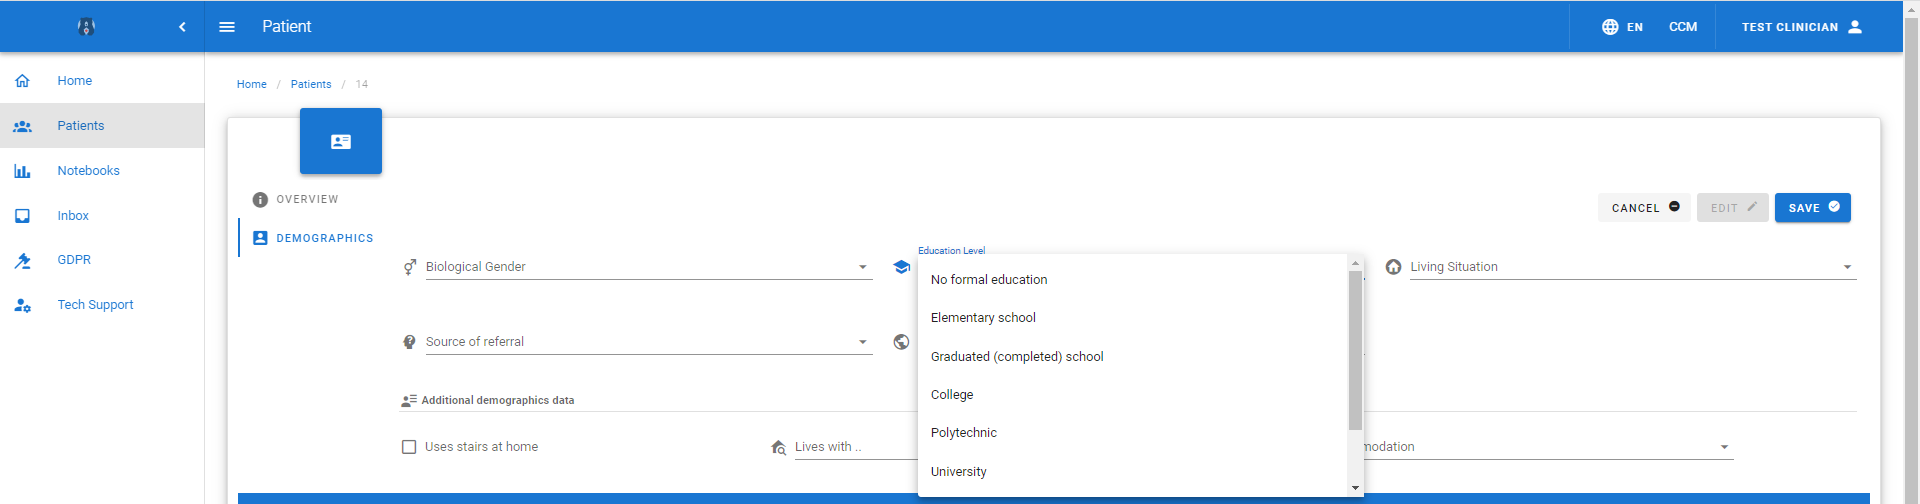 Patient
EN
CCM
TEST CLINICIAN
Home
Patients
Notebooks
Inbox
GDPR
Tech Support
Home / Patients / 14
OVERVIEW
DEMOGRAPHICS
CANCEL
EDIT
SAVE
Biological Gender
Education Level
Living Situation
No formal education
Elementary school
Graduated (completed) school
College
Polytechnic
University
Source of referral
Additional demographics data
Uses stairs at home
Lives with ..
modation